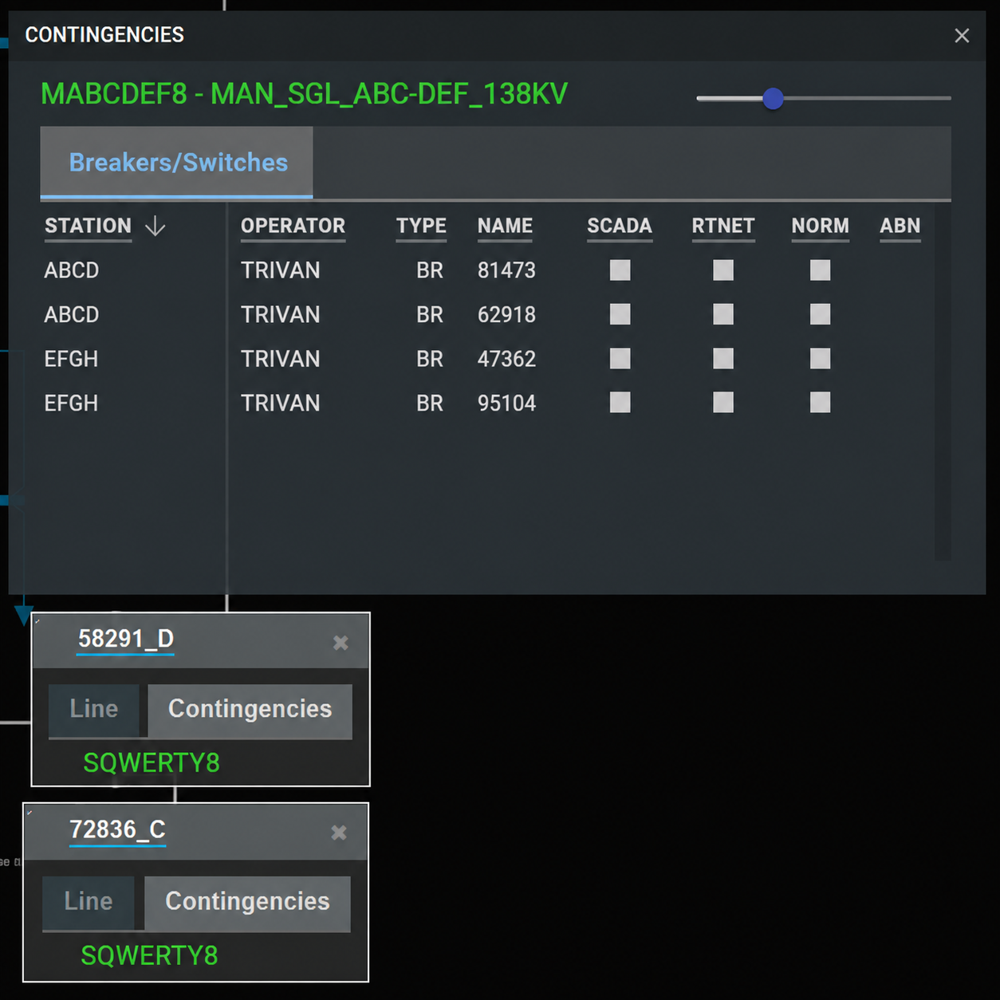 CONTINGENCIES
MABCDEF8 - MAN_SGL_ABC-DEF_138KV
Breakers/Switches
STATION OPERATOR TYPE NAME SCADA RTNET NORM ABN
ABCD TRIVAN BR 81473
ABCD TRIVAN BR 62918
EFGH TRIVAN BR 47362
EFGH TRIVAN BR 95104
58291_D
Line Contingencies
SQWERTY8
72836_C
Line Contingencies
SQWERTY8